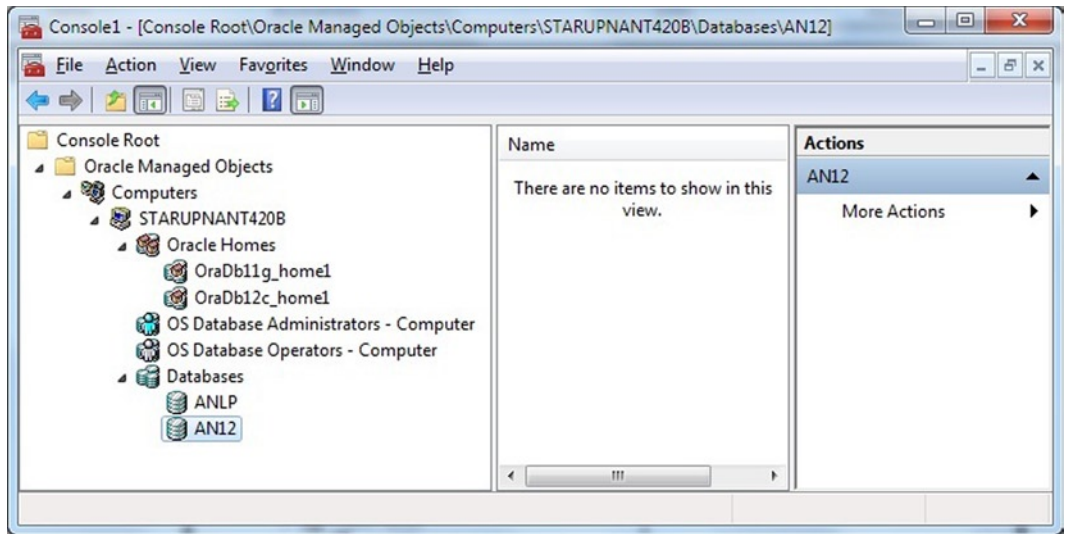 Console1 - [Console Root\Oracle Managed Objects\Computers\STARUPNANT420B\Databases\AN12]
File Action View Favorites Window Help
Console Root
Oracle Managed Objects
Computers
STARUPNANT420B
Oracle Homes
OraDb11g_home1
OraDb12c_home1
OS Database Administrators - Computer
OS Database Operators - Computer
Databases
ANLP
AN12
Name
There are no items to show in this
view.
Actions
AN12
More Actions